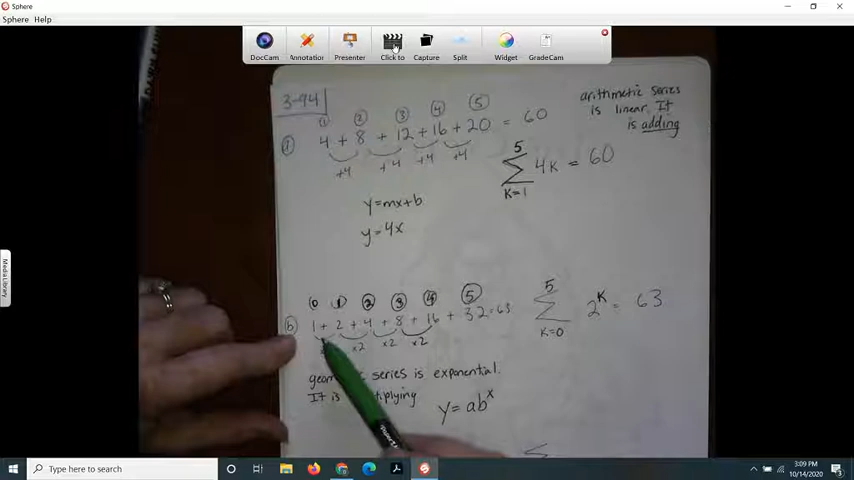 Sphere
Sphere Help
DocCam
Annotation
Presenter
Click to
Capture
Split
Widget
GradeCam
Media Library
3-94
arithmetic series
is linear. It
is adding
① ② ③ ④ ⑤
① 4 + 8 + 12 + 16 + 20 = 60
+4 +4 +4 +4
5
∑ 4K = 60
K=1
y=mx+b
y=4x
⓪ ① ② ③ ④ ⑤
ⓑ 1 + 2 + 4 + 8 + 16 + 32 = 63
x2 x2 x2
5
∑ 2^K = 63
K=0
series is exponential.
It is
y= ab^x
∑
Type here to search
3:09 PM
10/14/2020